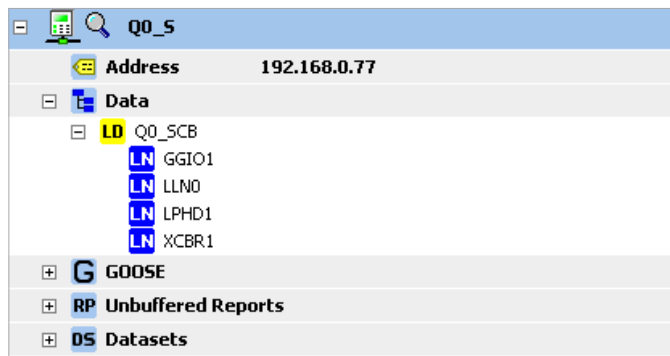 Q0_S
Address 192.168.0.77
Data
LD Q0_SCB
LN GGIO1
LN LLN0
LN LPHD1
LN XCBR1
G GOOSE
RP Unbuffered Reports
DS Datasets